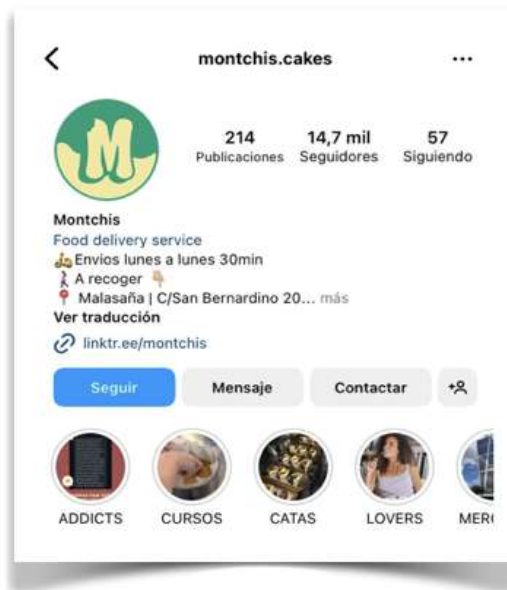 montchis.cakes
M
214 14,7 mil 57
Publicaciones Seguidores Siguiendo
Montchis
Food delivery service
Envios lunes a lunes 30min
A recoger
Malasaña | C/San Bernardino 20... más
Ver traducción
linktr.ee/montchis
Seguir Mensaje Contactar
ADDICTS CURSOS CATAS LOVERS MER